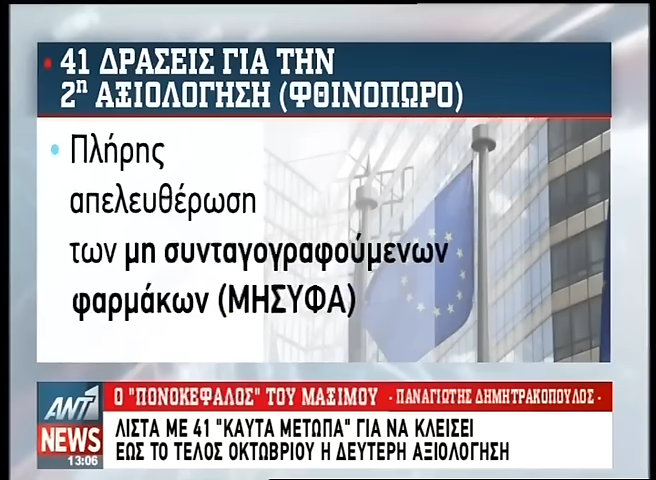 41 ΔΡΑΣΕΙΣ ΓΙΑ ΤΗΝ
2η ΑΞΙΟΛΟΓΗΣΗ (ΦΘΙΝΟΠΩΡΟ)
Πλήρης
απελευθέρωση
των μη συνταγογραφούμενων
φαρμάκων (ΜΗΣΥΦΑ)
Ο "ΠΟΝΟΚΕΦΑΛΟΣ" ΤΟΥ ΜΑΞΙΜΟΥ - ΠΑΝΑΓΙΩΤΗΣ ΔΗΜΗΤΡΑΚΟΠΟΥΛΟΣ -
ΑΝΤ1
NEWS
13:06
ΛΙΣΤΑ ΜΕ 41 "ΚΑΥΤΑ ΜΕΤΩΠΑ" ΓΙΑ ΝΑ ΚΛΕΙΣΕΙ
ΕΩΣ ΤΟ ΤΕΛΟΣ ΟΚΤΩΒΡΙΟΥ Η ΔΕΥΤΕΡΗ ΑΞΙΟΛΟΓΗΣΗ